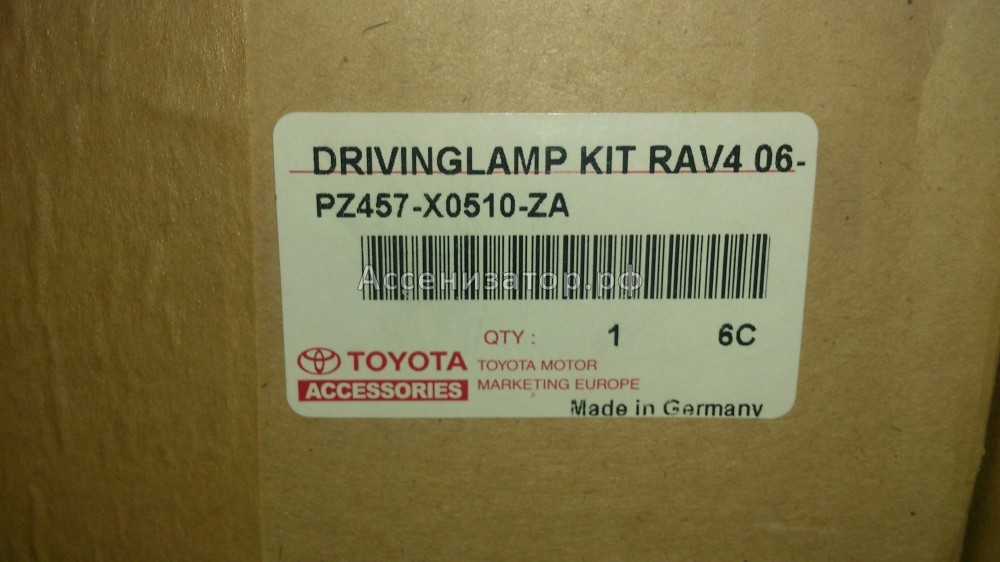 DRIVINGLAMP KIT RAV4 06-
PZ457-X0510-ZA
Ассенизатор.рф
QTY : 1 6C
TOYOTA
ACCESSORIES
TOYOTA MOTOR
MARKETING EUROPE
Made in Germany